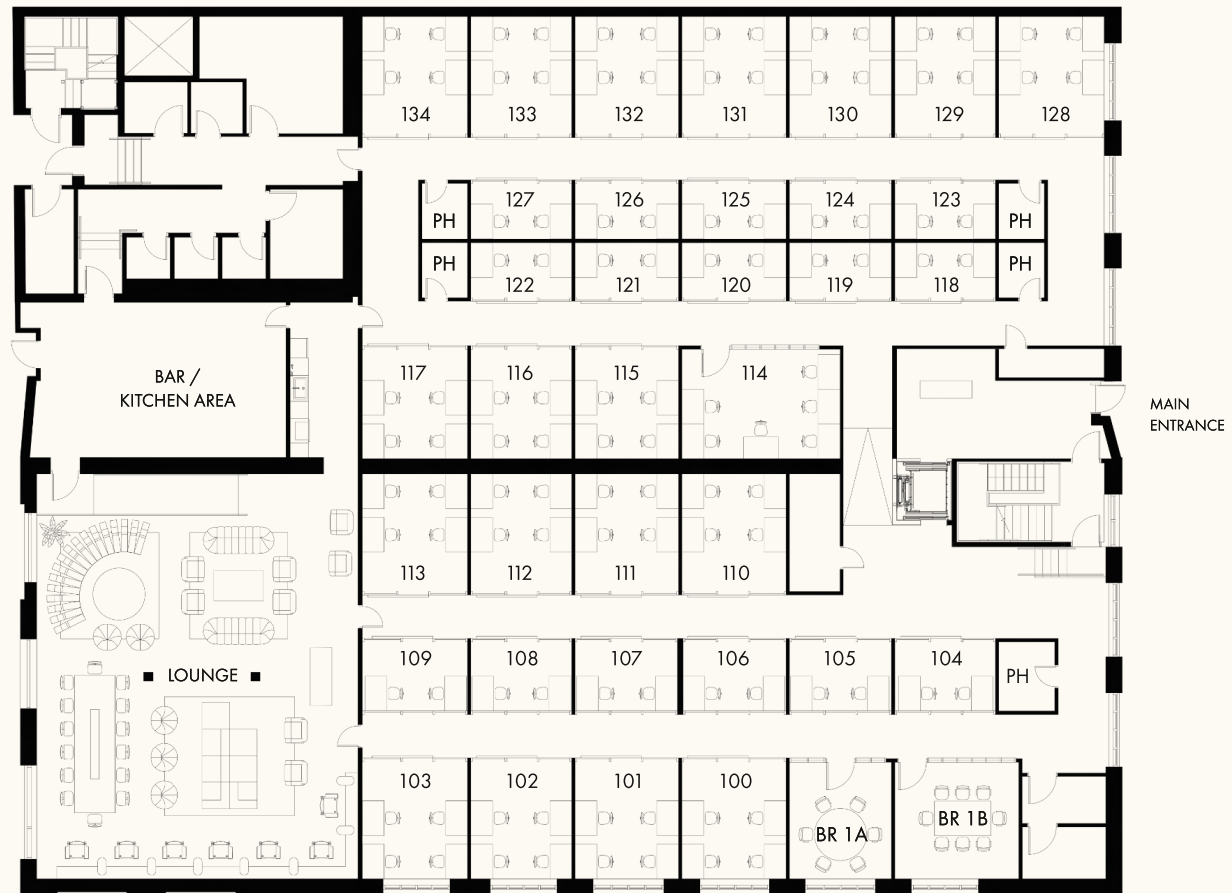 134
133
132
131
130
129
128
PH
127
126
125
124
123
PH
PH
122
121
120
119
118
PH
BAR /
KITCHEN AREA
117
116
115
114
MAIN
ENTRANCE
113
112
111
110
LOUNGE
109
108
107
106
105
104
PH
103
102
101
100
BR 1A
BR 1B